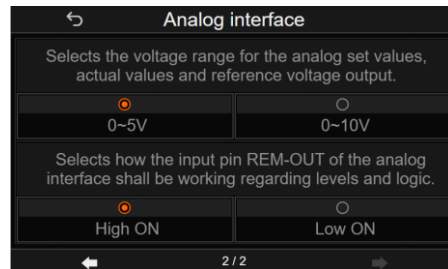 Analog interface
Selects the voltage range for the analog set values,
actual values and reference voltage output.
0~5V
0~10V
Selects how the input pin REM-OUT of the analog
interface shall be working regarding levels and logic.
High ON
Low ON
2 / 2